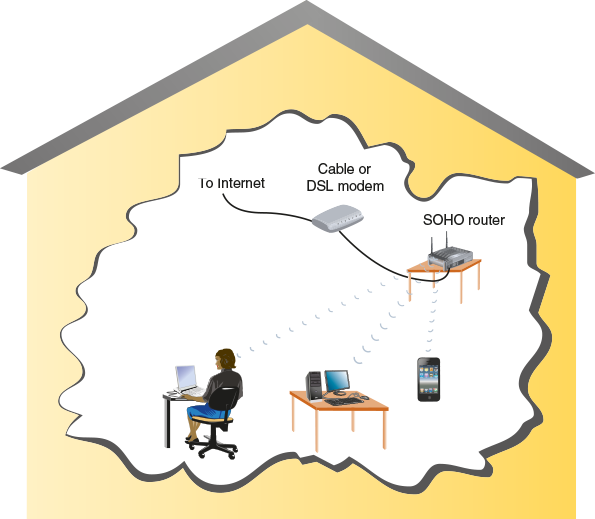 To Internet
Cable or
DSL modem
SOHO router